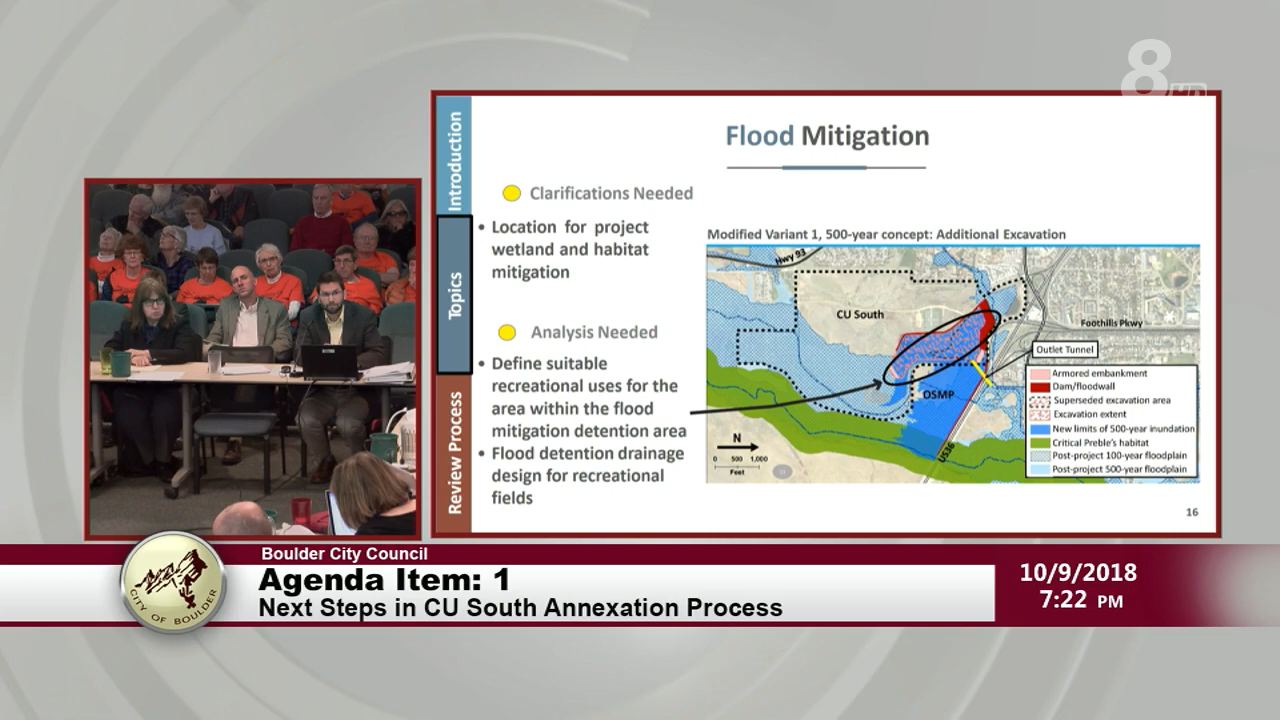 8
HD
Introduction
Topics
Review Process
Flood Mitigation
Clarifications Needed
• Location for project
wetland and habitat
mitigation
Analysis Needed
• Define suitable
recreational uses for the
area within the flood
mitigation detention area
• Flood detention drainage
design for recreational
fields
Modified Variant 1, 500-year concept: Additional Excavation
Hwy 93
CU South
Foothills Pkwy
Outlet Tunnel
OSMP
US36
N
0 500 1,000
Feet
Armored embankment
Dam/floodwall
Superseded excavation area
Excavation extent
New limits of 500-year inundation
Critical Preble's habitat
Post-project 100-year floodplain
Post-project 500-year floodplain
16
Boulder City Council
Agenda Item: 1
Next Steps in CU South Annexation Process
CITY OF BOULDER
10/9/2018
7:22 PM